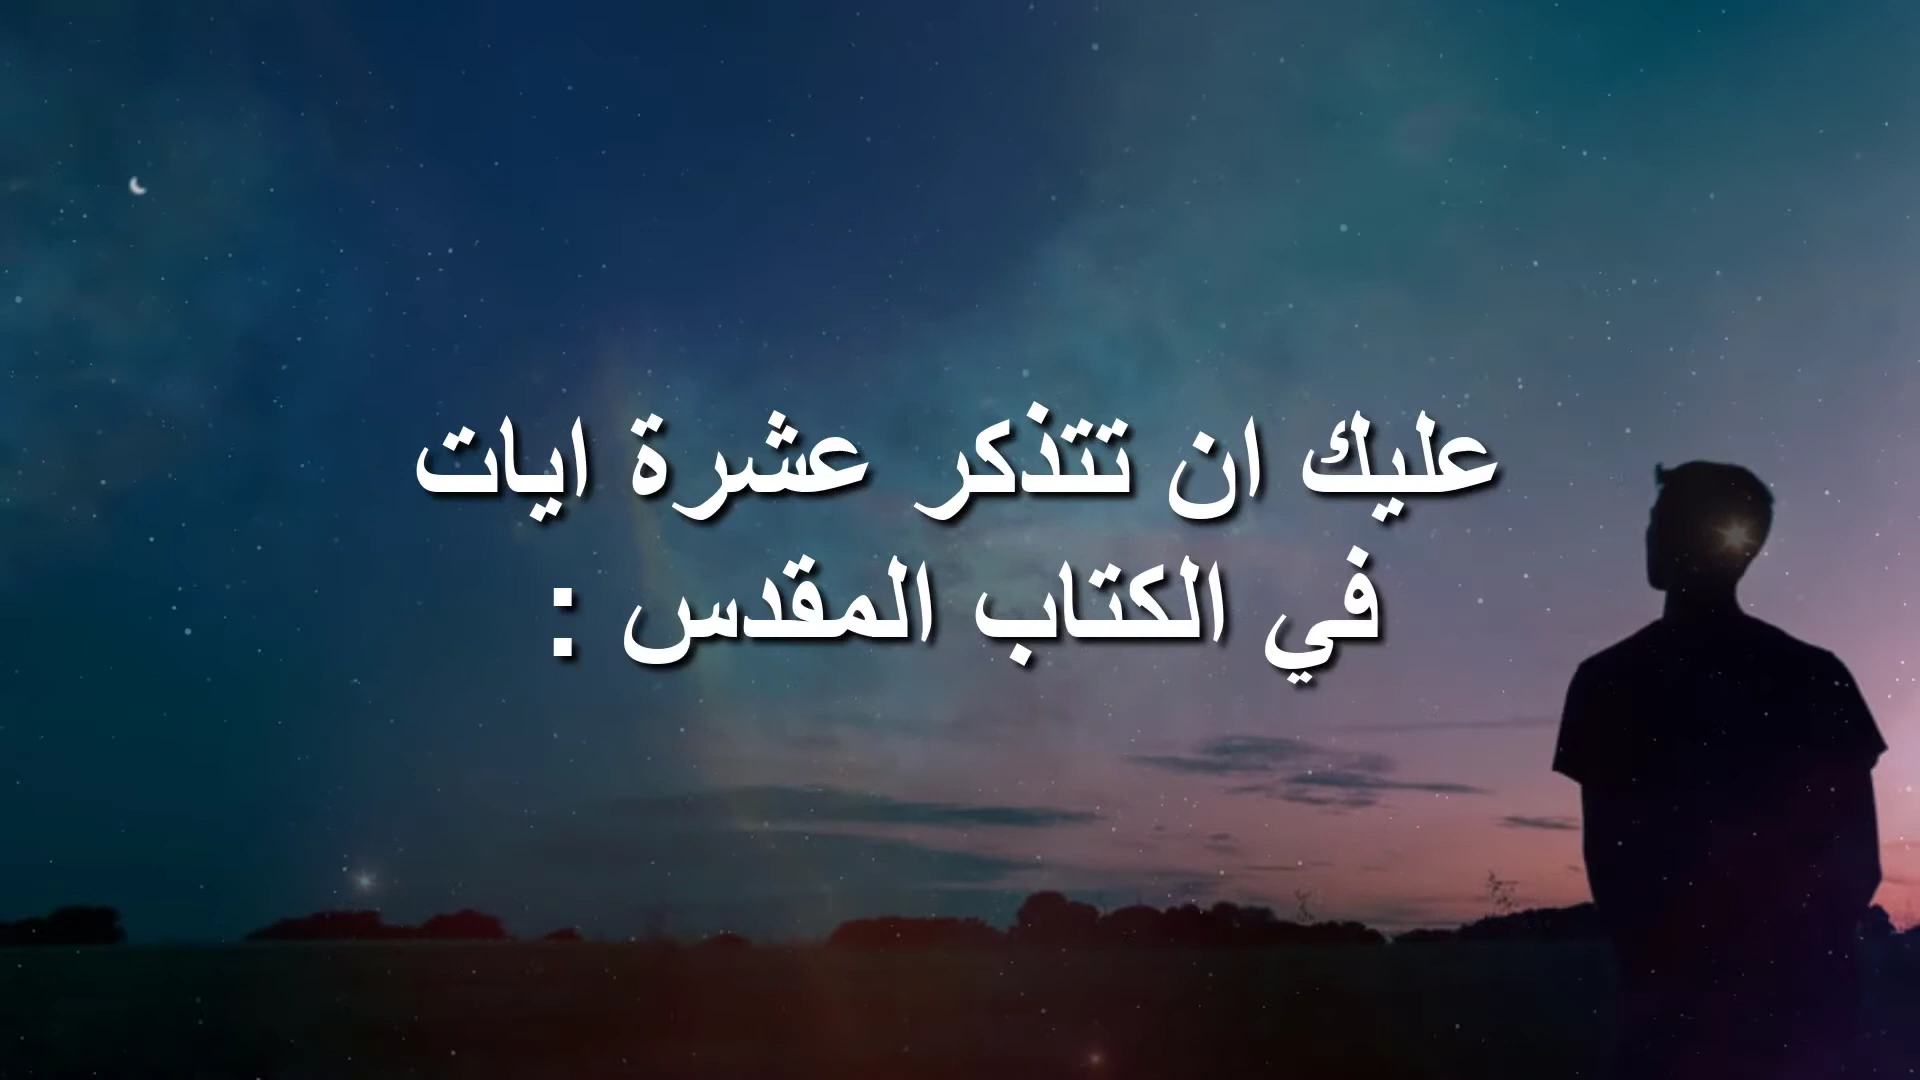 عليك ان تتذكر عشرة ايات
في الكتاب المقدس :